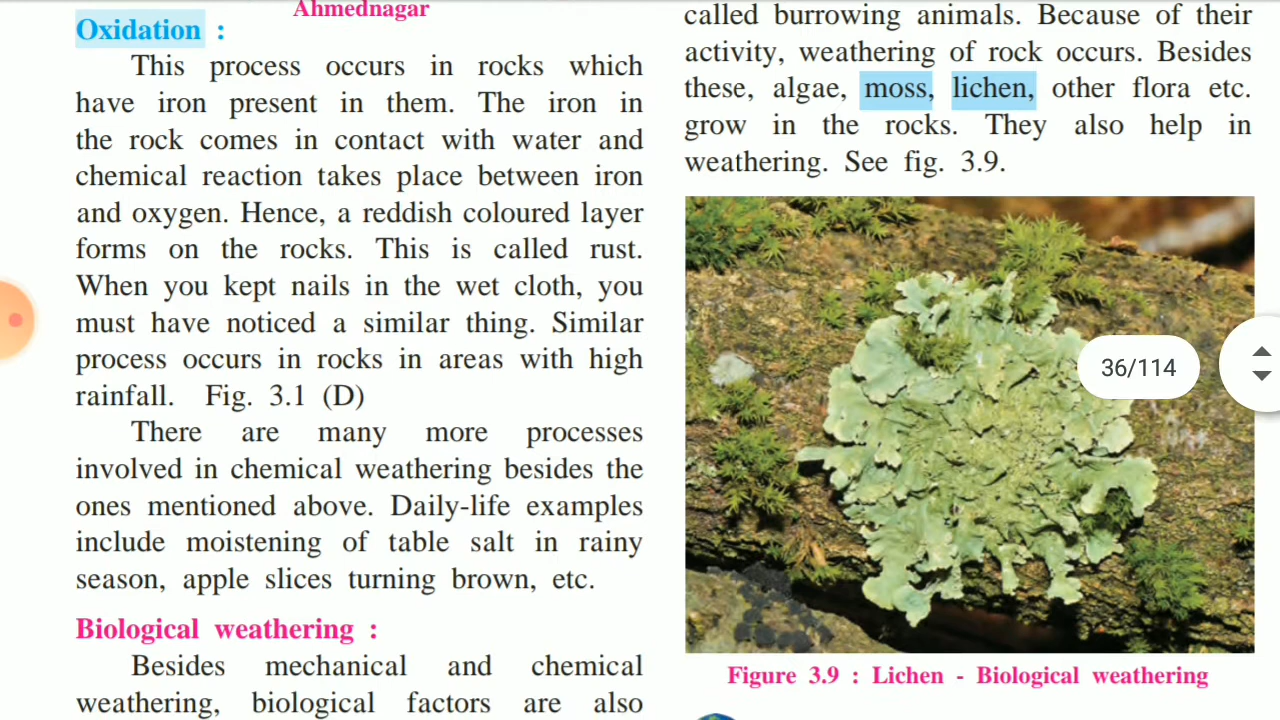 Ahmednagar
Oxidation :
This process occurs in rocks which
have iron present in them. The iron in
the rock comes in contact with water and
chemical reaction takes place between iron
and oxygen. Hence, a reddish coloured layer
forms on the rocks. This is called rust.
When you kept nails in the wet cloth, you
must have noticed a similar thing. Similar
process occurs in rocks in areas with high
rainfall. Fig. 3.1 (D)
There are many more processes
involved in chemical weathering besides the
ones mentioned above. Daily-life examples
include moistening of table salt in rainy
season, apple slices turning brown, etc.
Biological weathering :
Besides mechanical and chemical
weathering, biological factors are also
called burrowing animals. Because of their
activity, weathering of rock occurs. Besides
these, algae, moss, lichen, other flora etc.
grow in the rocks. They also help in
weathering. See fig. 3.9.
36/114
Figure 3.9 : Lichen - Biological weathering